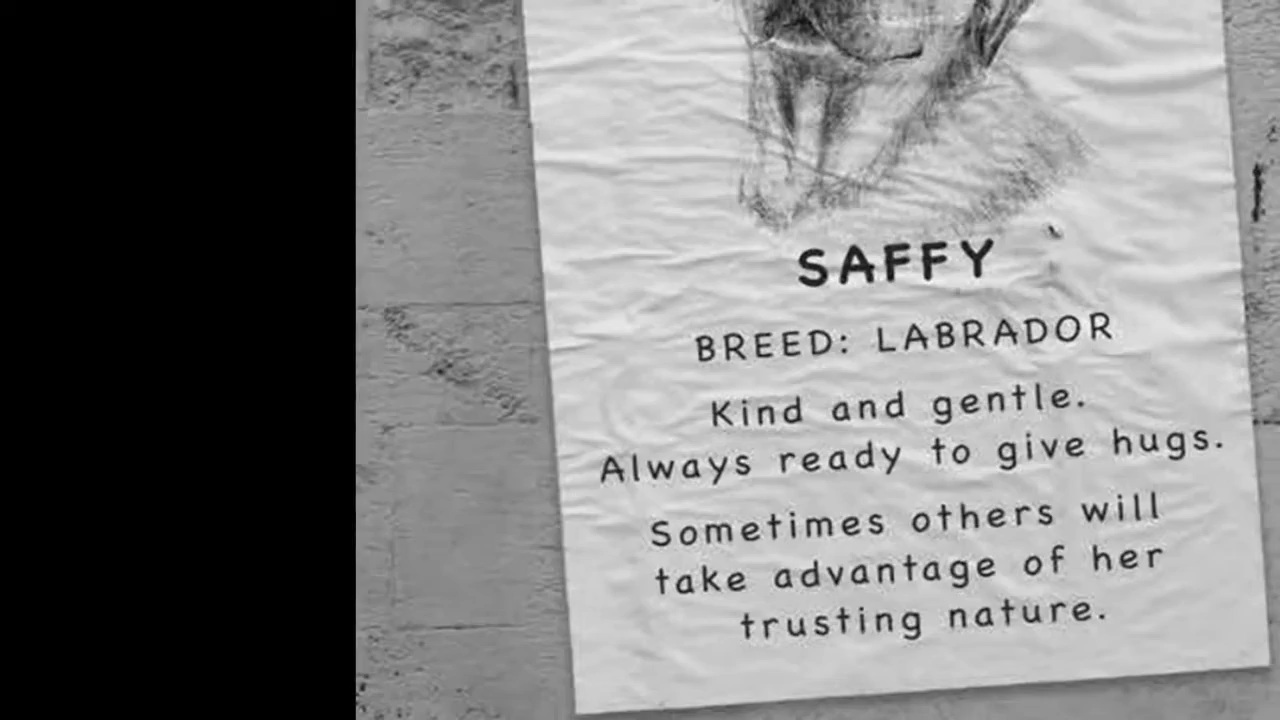 SAFFY
BREED: LABRADOR
Kind and gentle.
Always ready to give hugs.
Sometimes others will
take advantage of her
trusting nature.